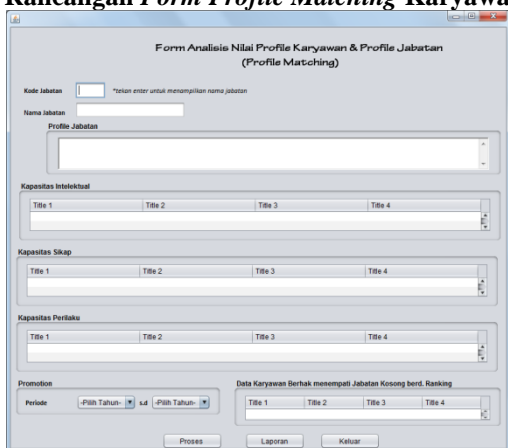 Rancangan Form Profile Matching Karyawa
Form Analisis Nilai Profile Karyawan & Profile Jabatan
(Profile Matching)
Kode Jabatan *tekan enter untuk menampilkan nama jabatan
Nama Jabatan
Profile Jabatan
Kapasitas Intelektual
Title 1 Title 2 Title 3 Title 4
Kapasitas Sikap
Title 1 Title 2 Title 3 Title 4
Kapasitas Perilaku
Title 1 Title 2 Title 3 Title 4
Promotion Data Karyawan Berhak menempati Jabatan Kosong berd. Ranking
Periode -Pilih Tahun- s.d -Pilih Tahun- Title 1 Title 2 Title 3 Title 4
Proses Laporan Keluar